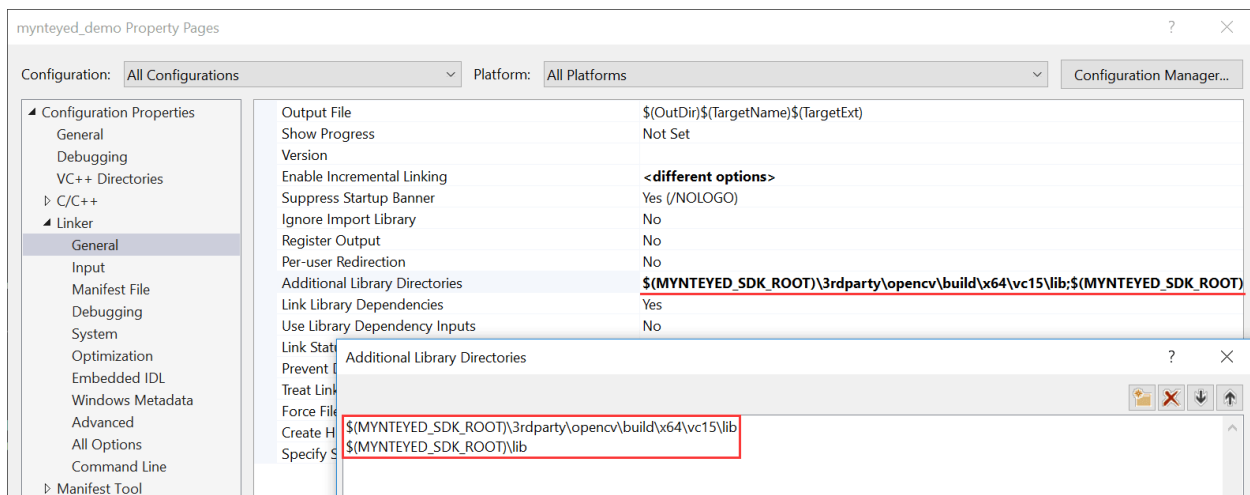 mynteyed_demo Property Pages
Configuration: All Configurations Platform: All Platforms Configuration Manager...
Configuration Properties
General
Debugging
VC++ Directories
C/C++
Linker
General
Input
Manifest File
Debugging
System
Optimization
Embedded IDL
Windows Metadata
Advanced
All Options
Command Line
Manifest Tool
Output File $(OutDir)$(TargetName)$(TargetExt)
Show Progress Not Set
Version
Enable Incremental Linking <different options>
Suppress Startup Banner Yes (/NOLOGO)
Ignore Import Library No
Register Output No
Per-user Redirection No
Additional Library Directories $(MYNTEYED_SDK_ROOT)\3rdparty\opencv\build\x64\vc15\lib;$(MYNTEYED_SDK_ROOT)
Link Library Dependencies Yes
Use Library Dependency Inputs No
Link Stat
Prevent
Treat Link
Force File
Create H
Specify S
Additional Library Directories ?
$(MYNTEYED_SDK_ROOT)\3rdparty\opencv\build\x64\vc15\lib
$(MYNTEYED_SDK_ROOT)\lib